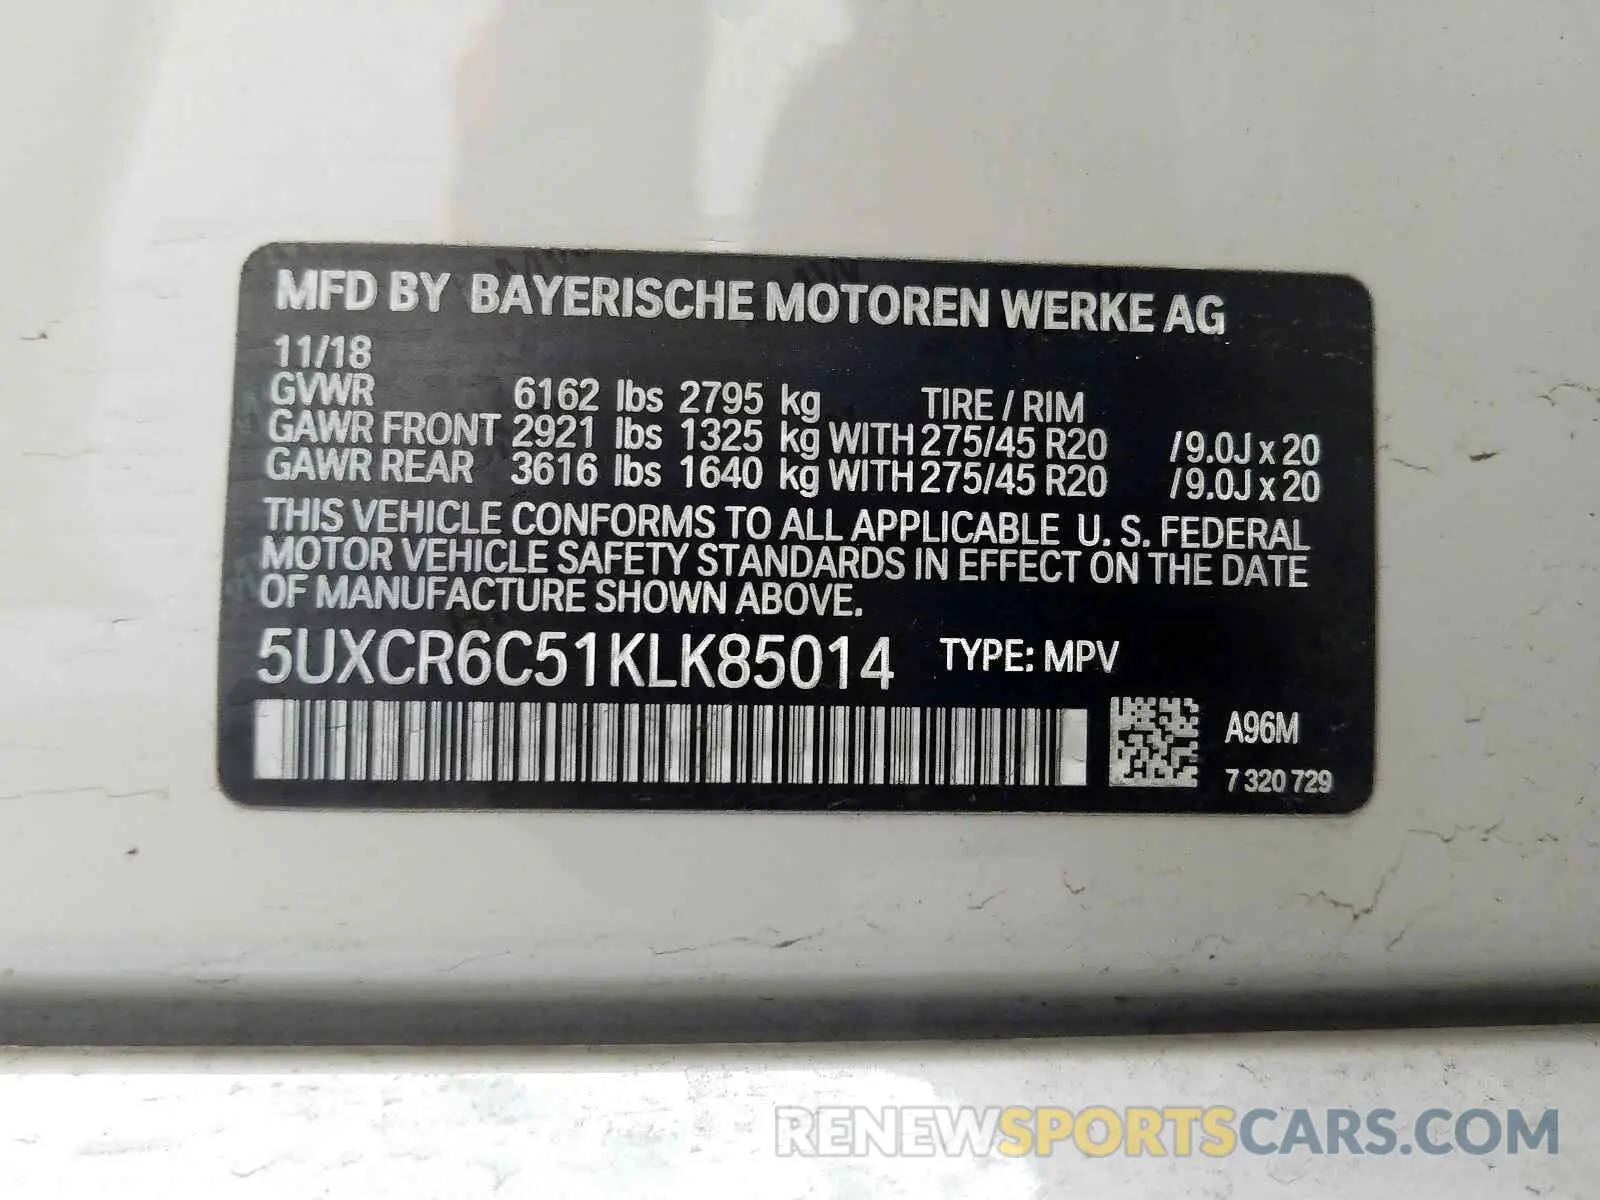 MFD BY BAYERISCHE MOTOREN WERKE AG
11/18
GVWR 6162 lbs 2795 kg TIRE / RIM
GAWR FRONT 2921 lbs 1325 kg WITH 275/45 R20 /9.0J x 20
GAWR REAR 3616 lbs 1640 kg WITH 275/45 R20 /9.0J x 20
THIS VEHICLE CONFORMS TO ALL APPLICABLE U. S. FEDERAL
MOTOR VEHICLE SAFETY STANDARDS IN EFFECT ON THE DATE
OF MANUFACTURE SHOWN ABOVE.
5UXCR6C51KLK85014 TYPE: MPV
A96M
7 320 729
RENEWSPORTSCARS.COM